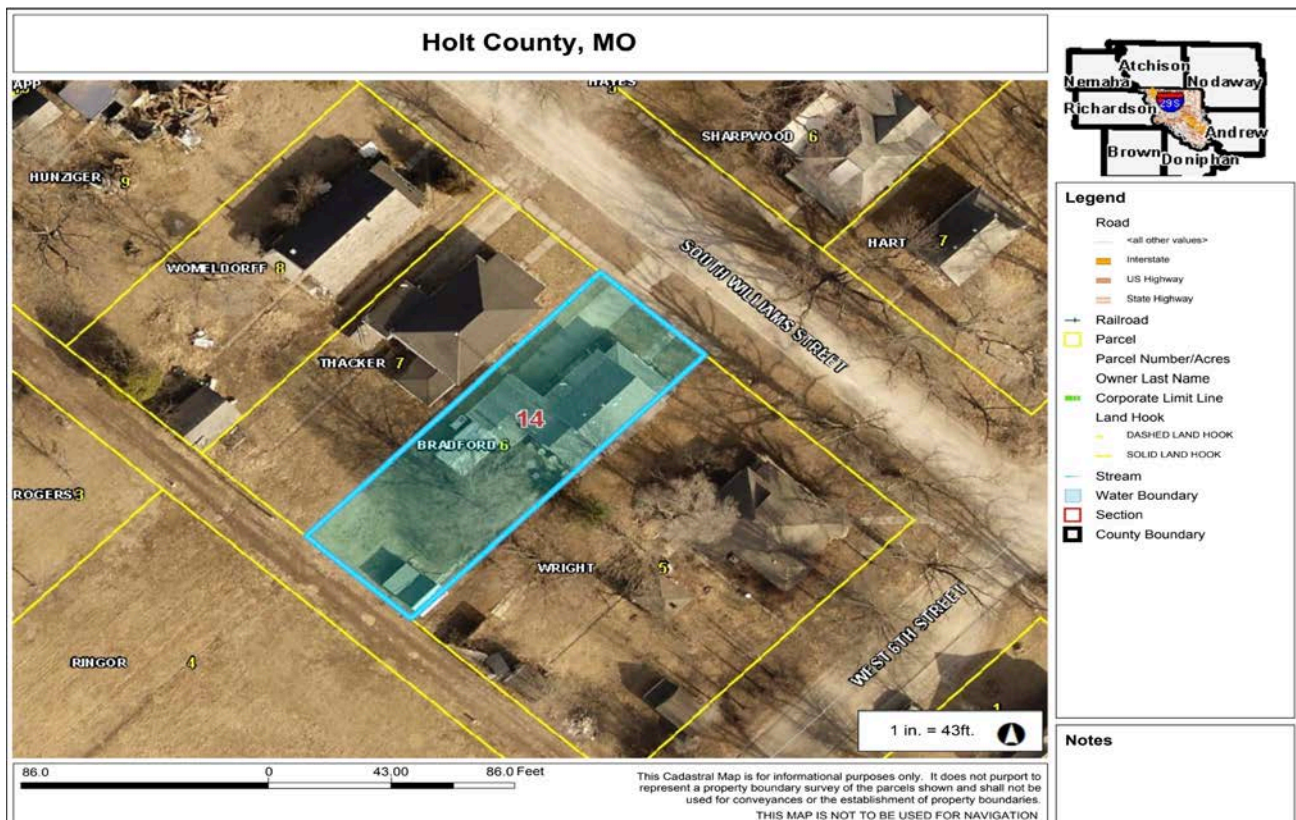 Holt County, MO
APP
HAYES
SHARPWOOD 6
HUNZIGER 9
HART 7
SOUTH WILLIAMS STREET
WOMELDORFF 8
THACKER 7
14
BRADFORD 6
ROGERS 3
WRIGHT 5
WEST 6TH STREET
RINGOR 4
1
1 in. = 43ft.
86.0 0 43.00 86.0 Feet
This Cadastral Map is for informational purposes only. It does not purport to
represent a property boundary survey of the parcels shown and shall not be
used for conveyances or the establishment of property boundaries.
THIS MAP IS NOT TO BE USED FOR NAVIGATION
Atchison
Nemaha Nodaway
Richardson 29 S
Andrew
Brown Doniphan
Legend
Road
<all other values>
Interstate
US Highway
State Highway
Railroad
Parcel
Parcel Number/Acres
Owner Last Name
Corporate Limit Line
Land Hook
DASHED LAND HOOK
SOLID LAND HOOK
Stream
Water Boundary
Section
County Boundary
Notes